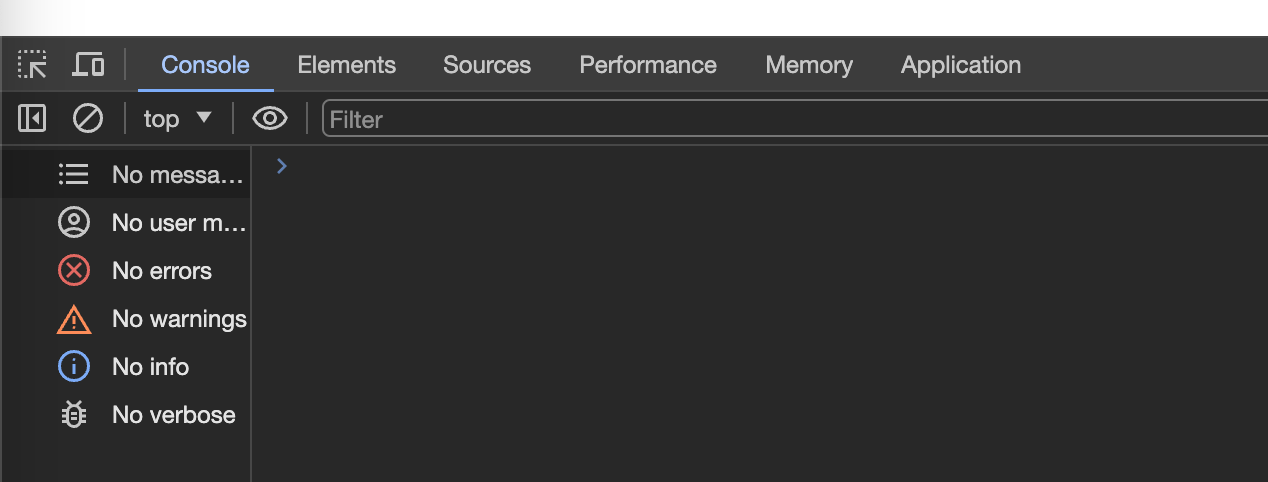 Console Elements Sources Performance Memory Application
top Filter
No messa…
No user m…
No errors
No warnings
No info
No verbose